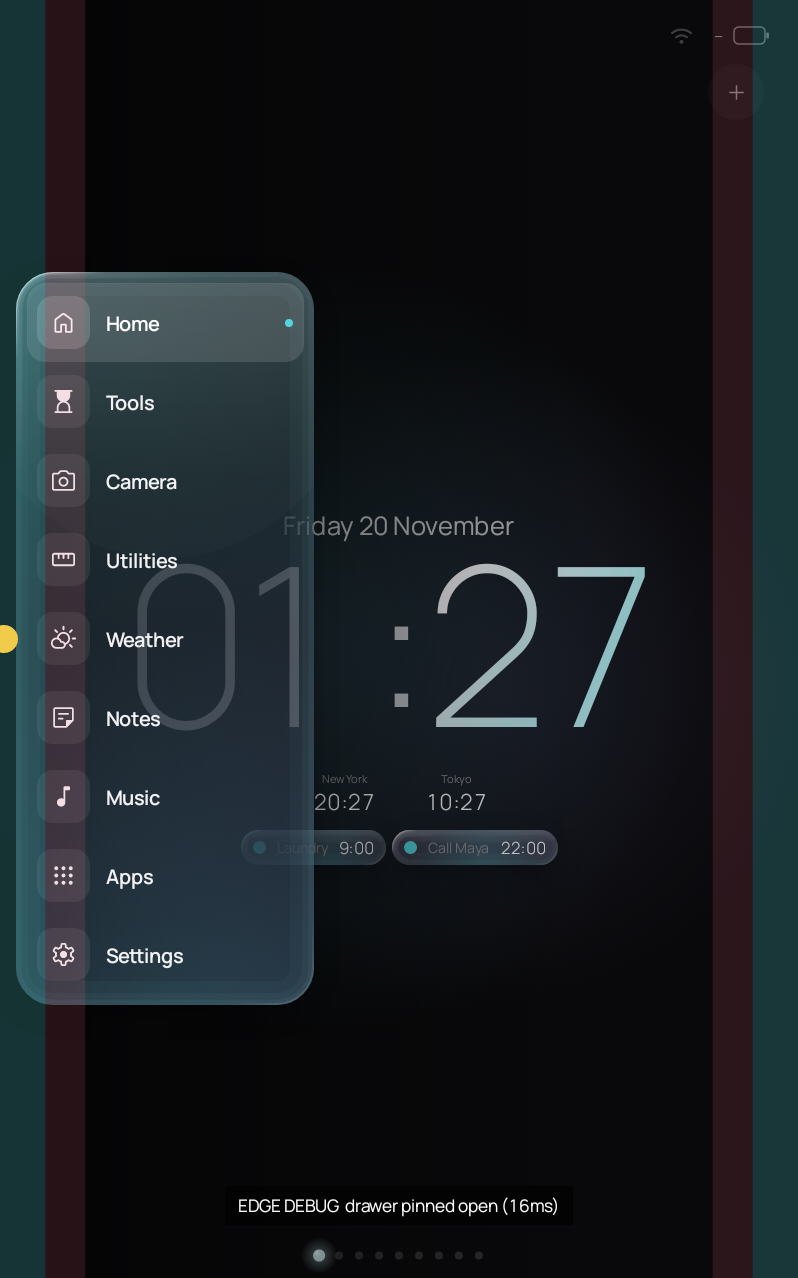 –
+
Home
Tools
Camera
Friday 20 November
Utilities
01:27
Weather
Notes
New York
Tokyo
20:27
10:27
Music
Laundry 9:00
Call Maya 22:00
Apps
Settings
EDGE DEBUG drawer pinned open (16ms)